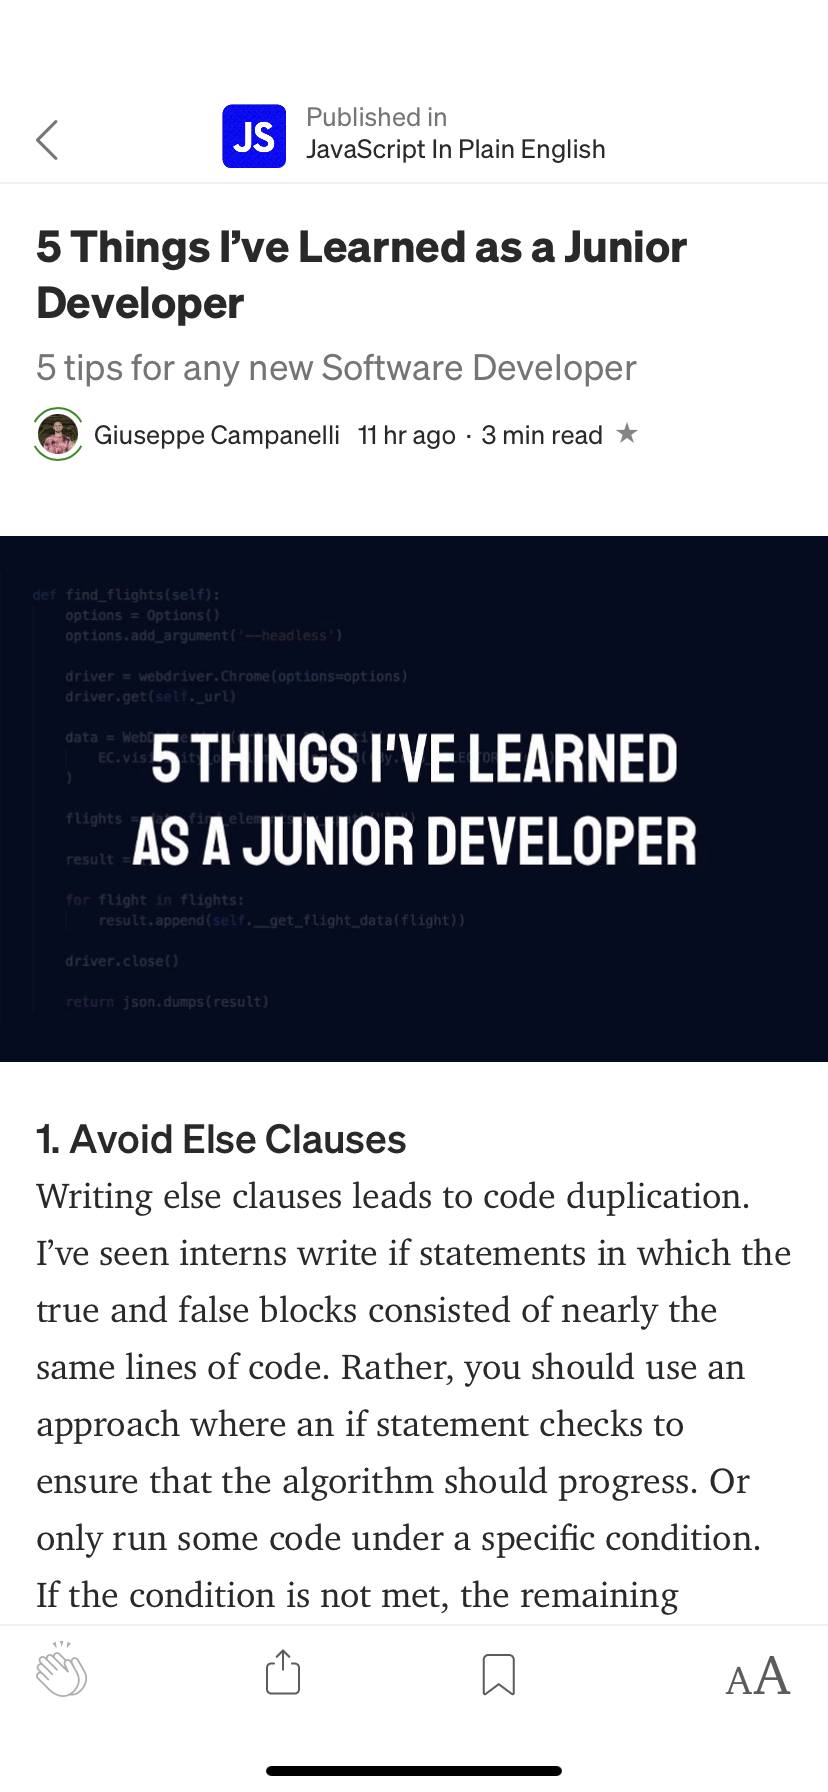 Published in
JS
JavaScript In Plain English
5 Things I’ve Learned as a Junior
Developer
5 tips for any new Software Developer
Giuseppe Campanelli 11 hr ago · 3 min read ★
def find_flights(self):
options = Options()
options.add_argument('--headless')
driver = webdriver.Chrome(options=options)
driver.get(self._url)
data =
5 THINGS I'VE LEARNED
)
flights =
AS A JUNIOR DEVELOPER
result =
for flight in flights:
result.append(self.__get_flight_data(flight))
driver.close()
return json.dumps(result)
1. Avoid Else Clauses
Writing else clauses leads to code duplication.
I’ve seen interns write if statements in which the
true and false blocks consisted of nearly the
same lines of code. Rather, you should use an
approach where an if statement checks to
ensure that the algorithm should progress. Or
only run some code under a specific condition.
If the condition is not met, the remaining
AA